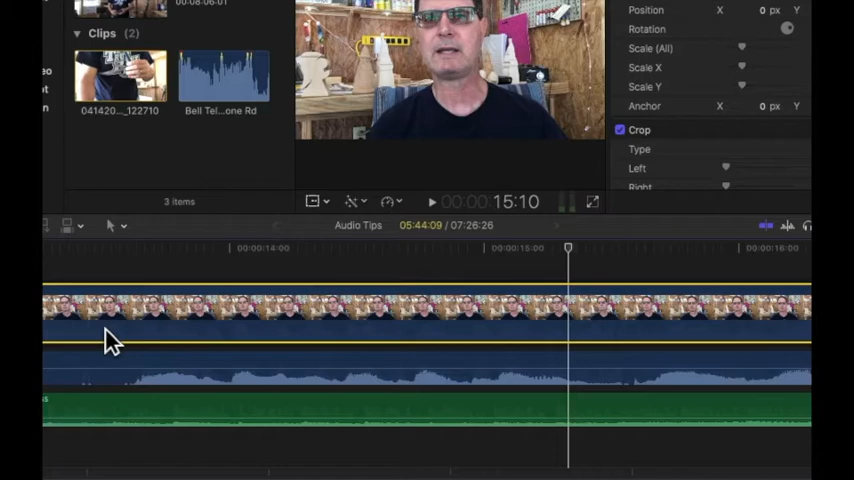 00:08:06-01
Clips (2)
eo
ot
n
041420..._122710
Bell Tel...one Rd
3 items
Position X 0 px Y
Rotation
Scale (All)
Scale X
Scale Y
Anchor X 0 px Y
Crop
Type
Left
Right
00:00:15:10
Audio Tips 05:44:09 / 07:26:26
00:00:14:00 00:00:15:00 00:00:16:00
s